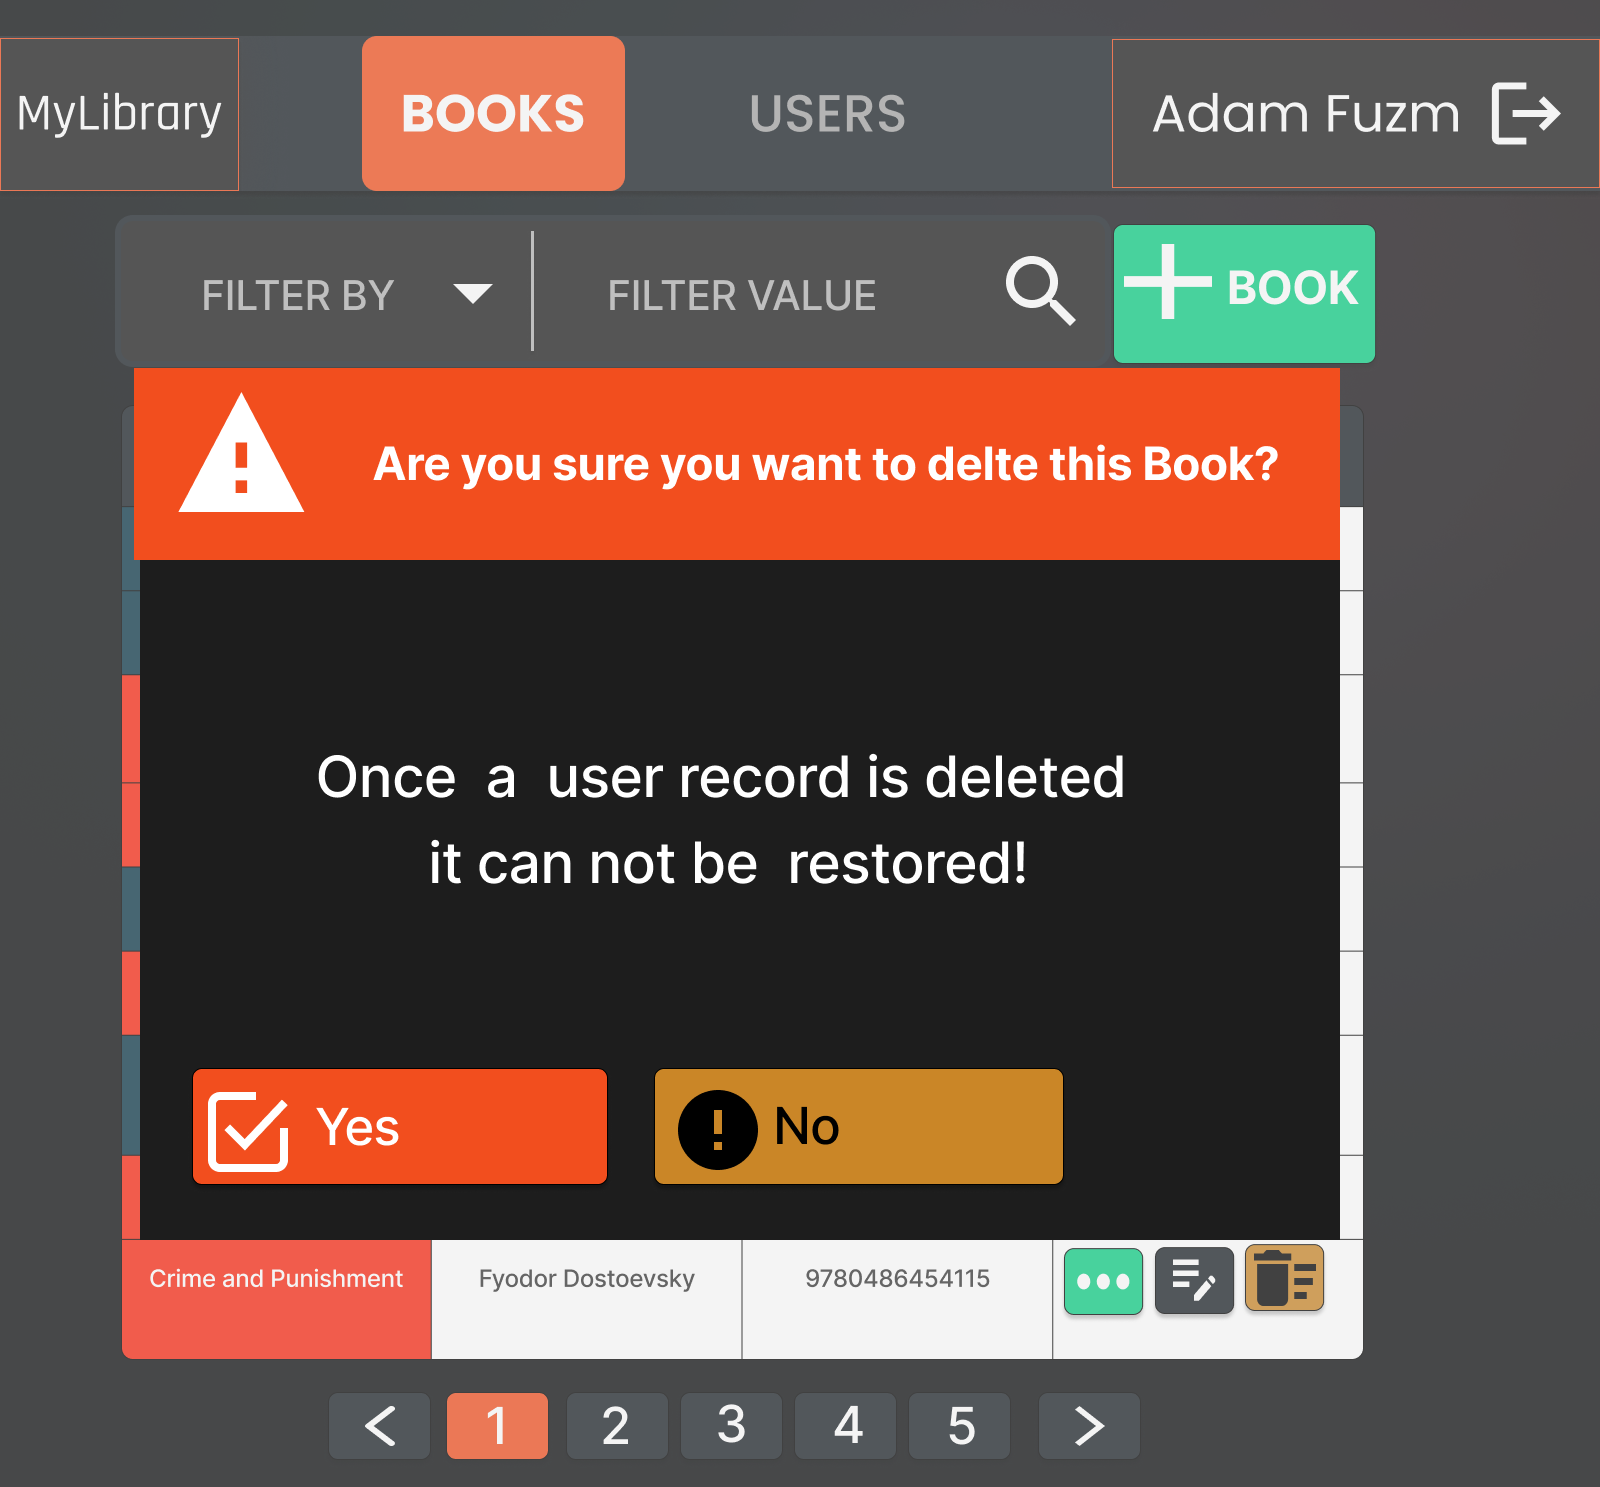 MyLibrary
BOOKS
USERS
Adam Fuzm
FILTER BY
FILTER VALUE
BOOK
Are you sure you want to delte this Book?
Once a user record is deleted
it can not be restored!
Yes
No
Crime and Punishment
Fyodor Dostoevsky
9780486454115
< 1 2 3 4 5 >